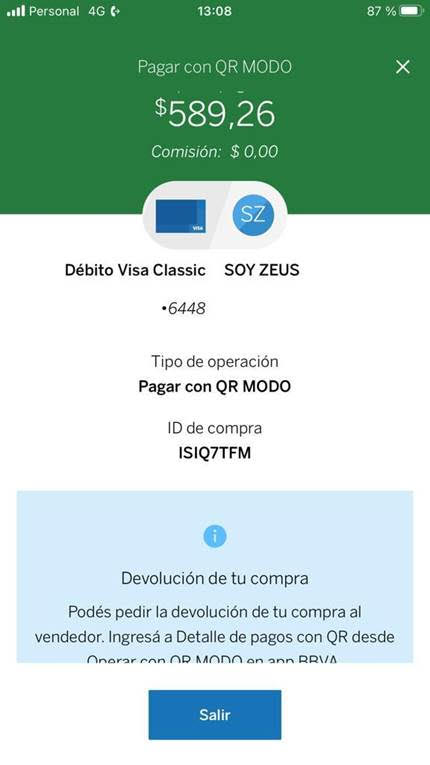 Personal 4G 13:08 87 %
Pagar con QR MODO
$589,26
Comisión: $ 0,00
VISA SZ
Débito Visa Classic SOY ZEUS
•6448
Tipo de operación
Pagar con QR MODO
ID de compra
ISIQ7TFM
Devolución de tu compra
Podés pedir la devolución de tu compra al
vendedor. Ingresá a Detalle de pagos con QR desde
Operar con QR MODO en app BBVA
Salir